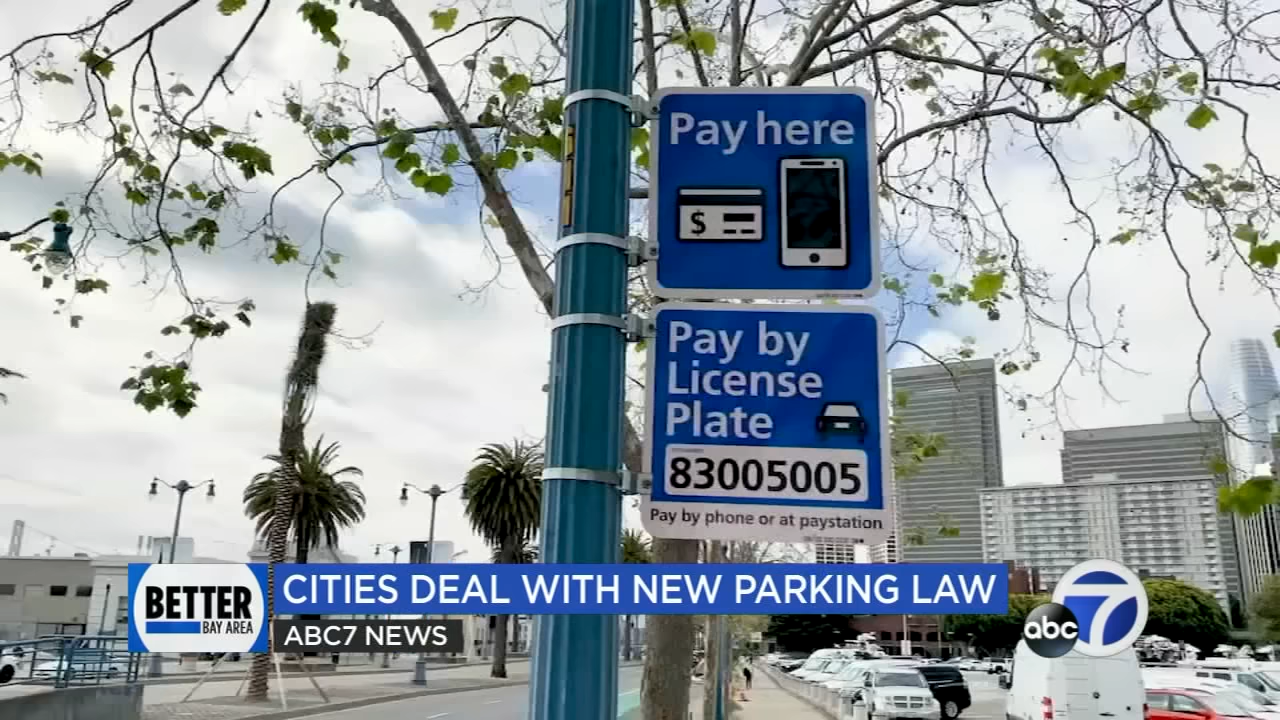 Pay here
$
Pay by
License
Plate
83005005
Pay by phone or at paystation
BETTER
BAY AREA
CITIES DEAL WITH NEW PARKING LAW
ABC7 NEWS
abc
7